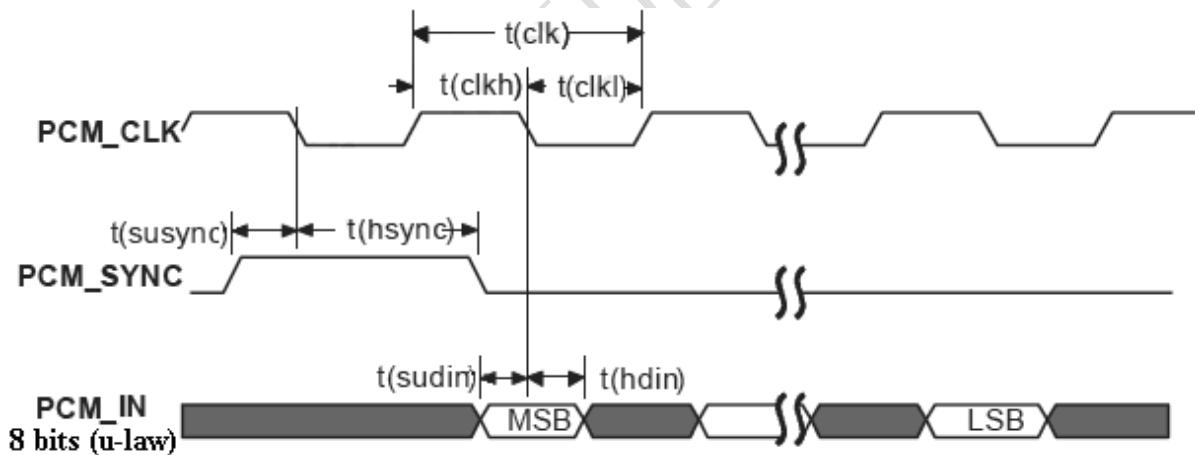 t(clk)
t(clkh) t(clkl)
PCM_CLK
t(susync) t(hsync)
PCM_SYNC
t(sudin) t(hdin)
PCM_IN MSB LSB
8 bits (u-law)